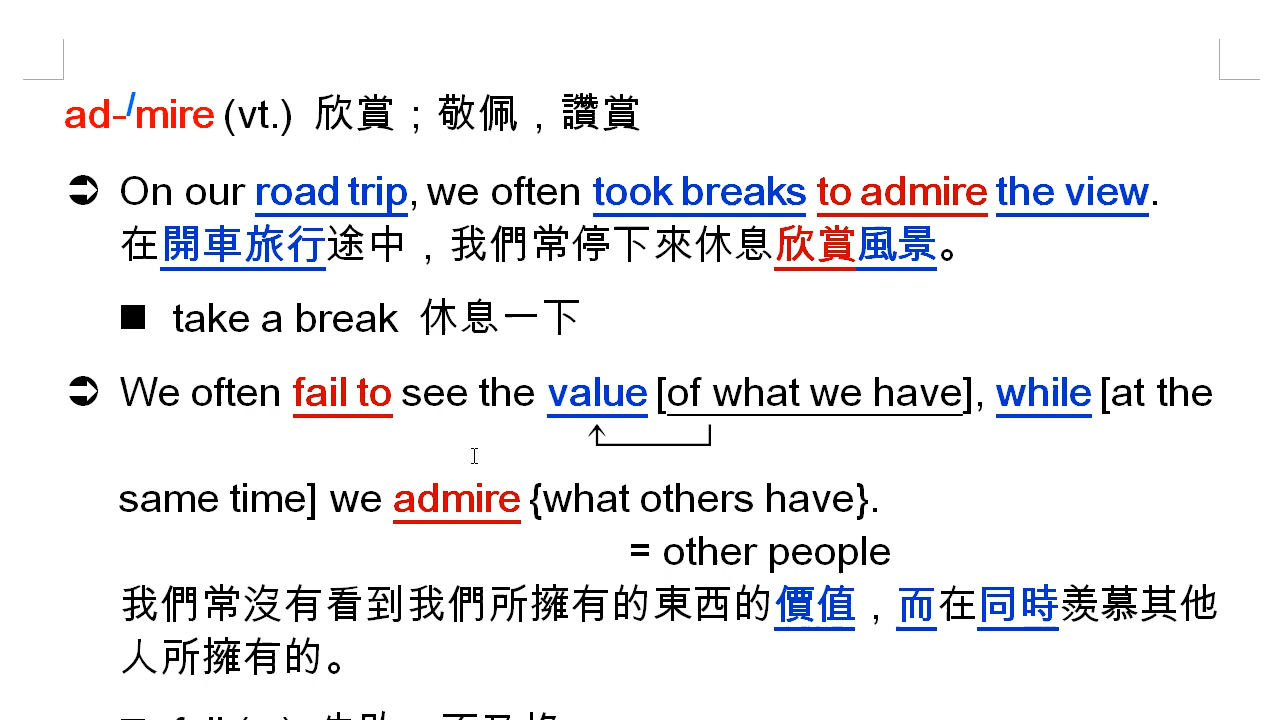 ad-/mire (vt.) 欣賞；敬佩，讚賞
➲ On our road trip, we often took breaks to admire the view.
在開車旅行途中，我們常停下來休息欣賞風景。
■ take a break 休息一下
➲ We often fail to see the value [of what we have], while [at the
same time] we admire {what others have}.
= other people
我們常沒有看到我們所擁有的東西的價值，而在同時羨慕其他
人所擁有的。